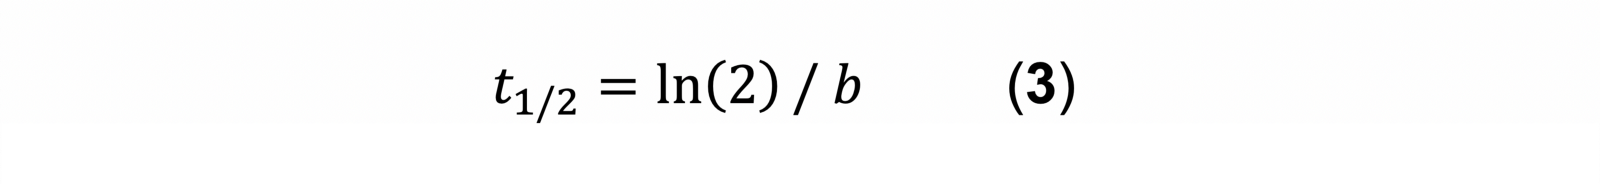 t1/2 = ln(2) / b (3)